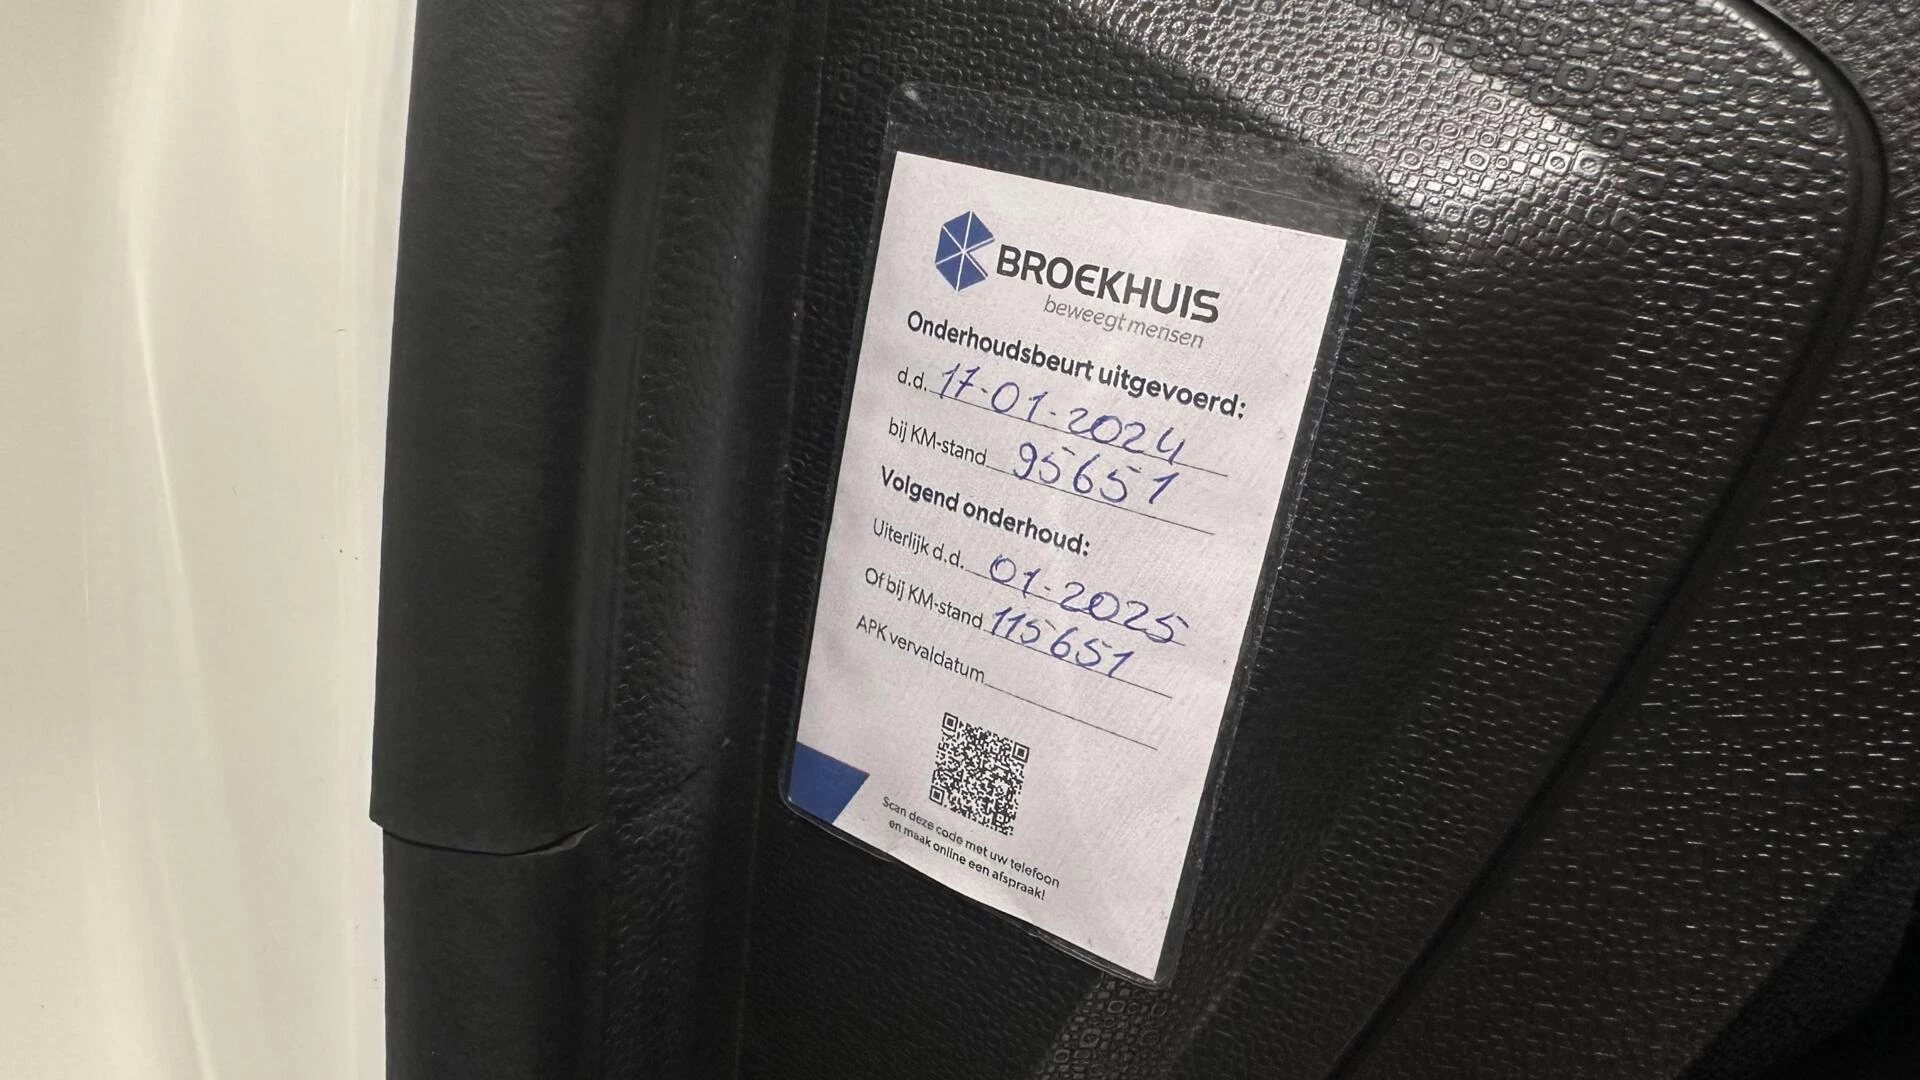 BROEKHUIS
beweegt mensen
Onderhoudsbeurt uitgevoerd:
d.d. 17-01-2024
bij KM-stand 95651
Volgend onderhoud:
Uiterlijk d.d. 01-2025
Of bij KM-stand 115651
APK vervaldatum
Scan deze code met uw telefoon
en maak online een afspraak!